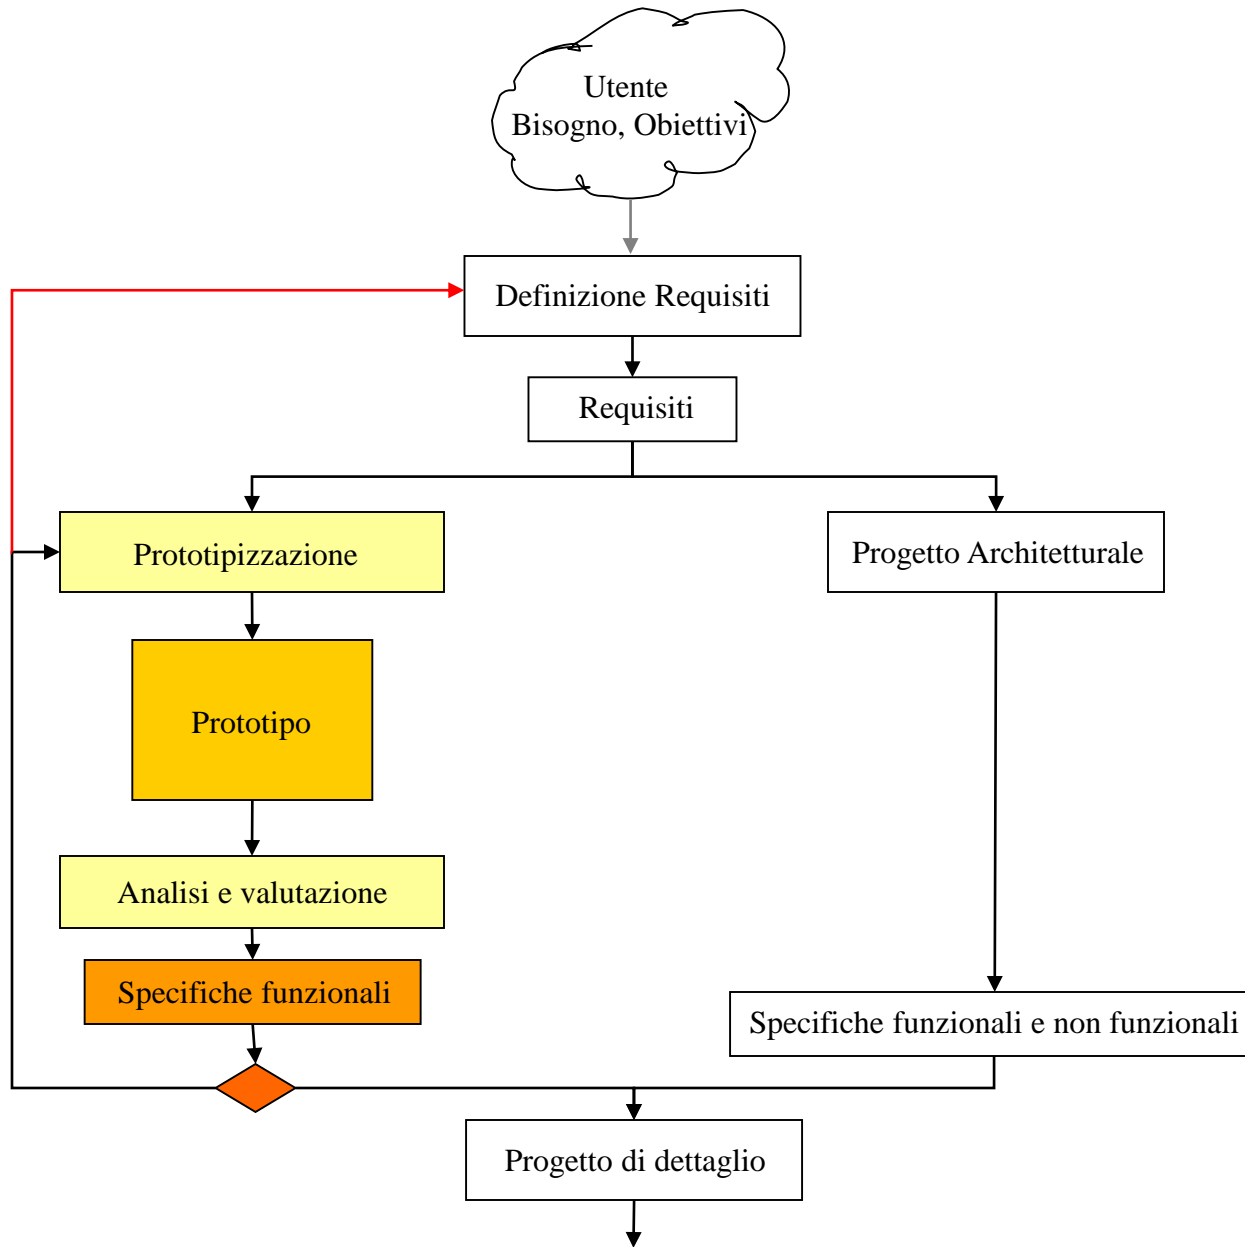 Utente
Bisogno, Obiettivi
Definizione Requisiti
Requisiti
Prototipizzazione
Progetto Architetturale
Prototipo
Analisi e valutazione
Specifiche funzionali
Specifiche funzionali e non funzionali
Progetto di dettaglio